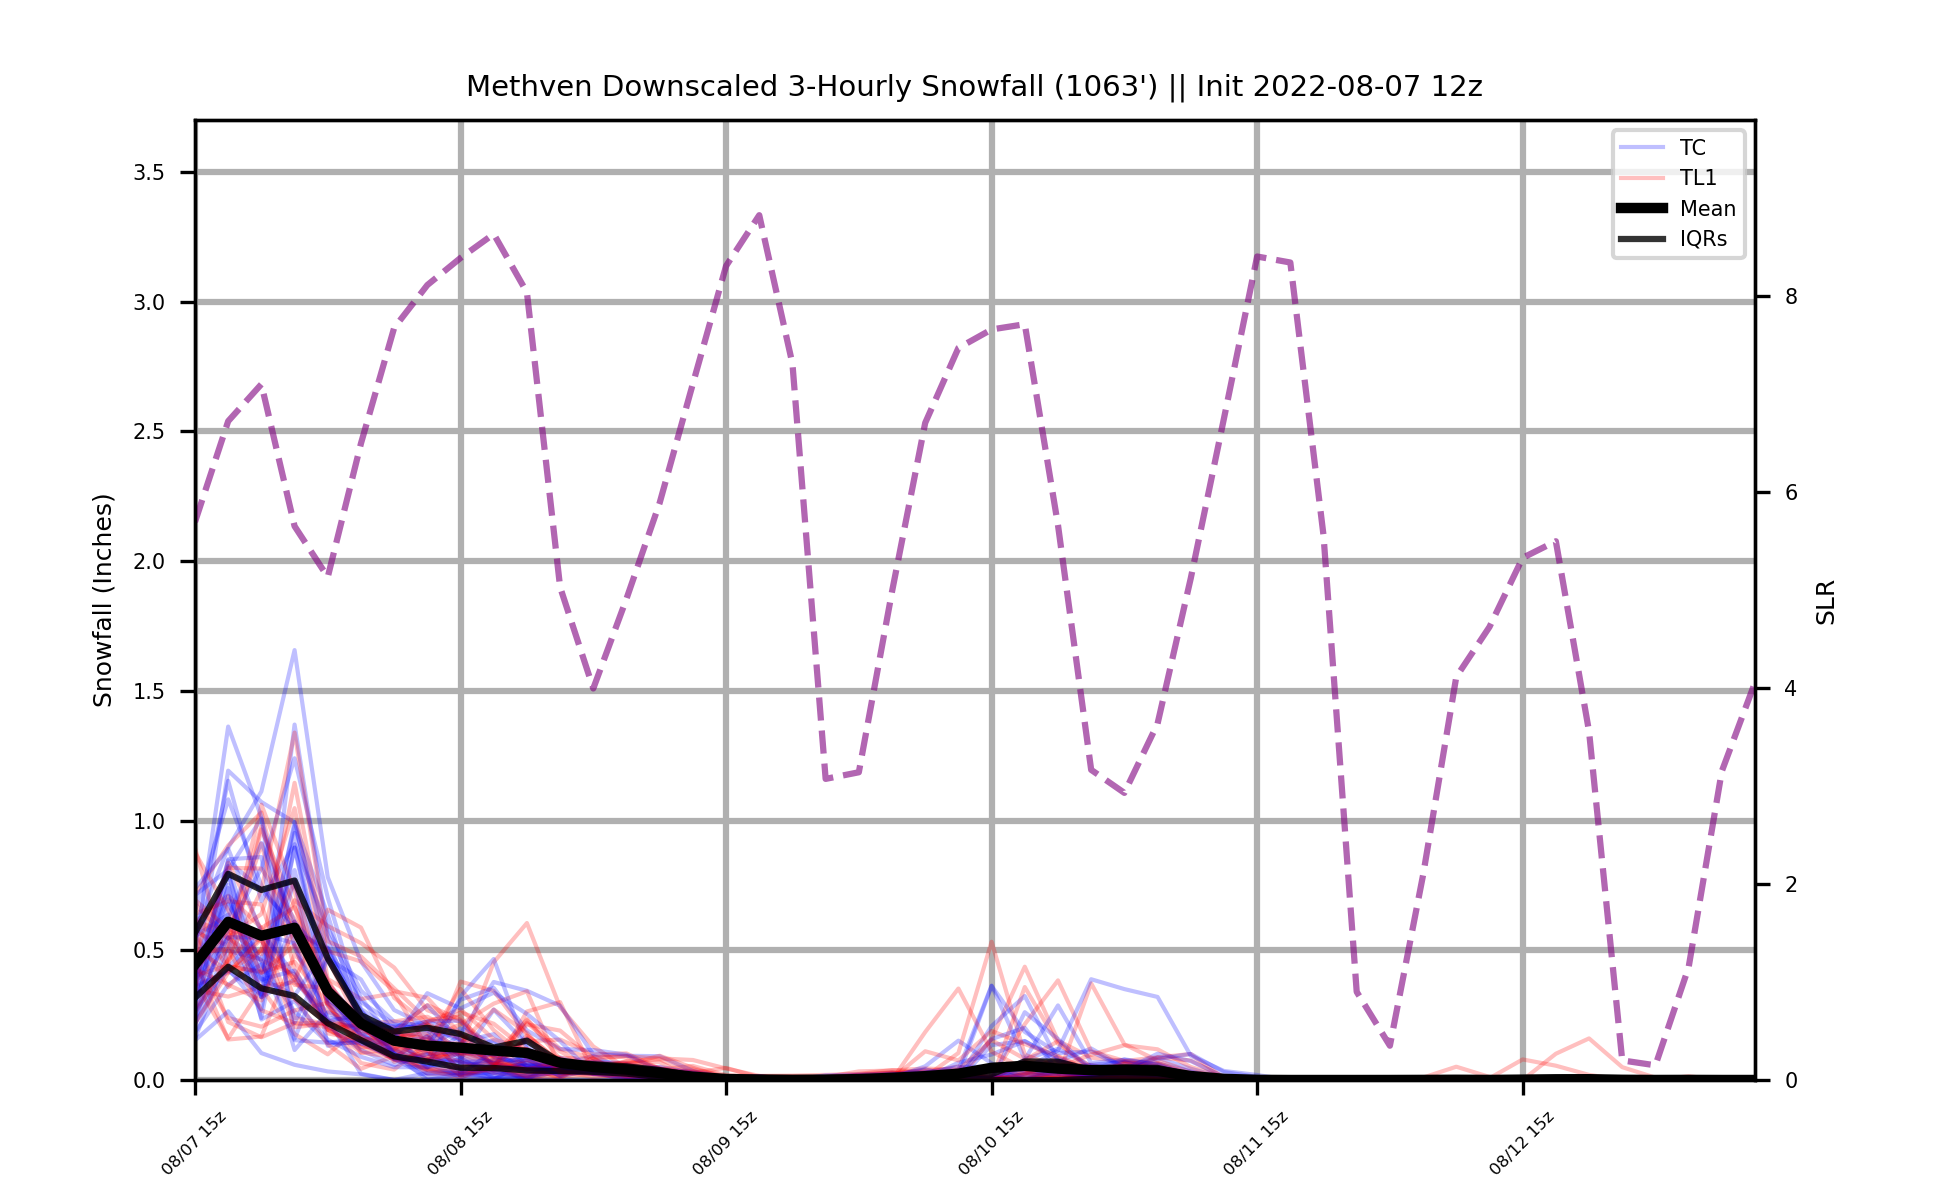 Methven Downscaled 3-Hourly Snowfall (1063') || Init 2022-08-07 12z
TC
TL1
Mean
IQRs
3.5
3.0
2.5
2.0
1.5
1.0
0.5
0.0
Snowfall (Inches)
8
6
4
2
0
SLR
08/07 15z
08/08 15z
08/09 15z
08/10 15z
08/11 15z
08/12 15z